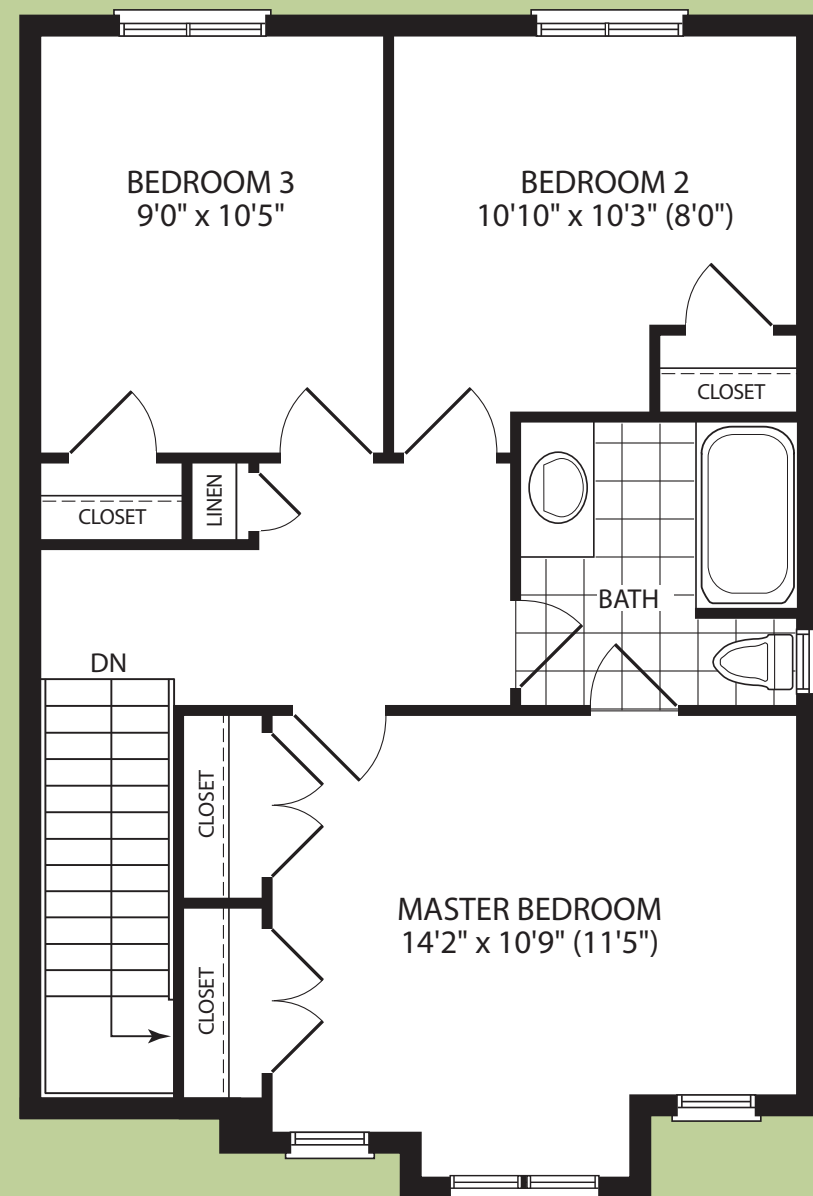 BEDROOM 3
9'0" x 10'5"
BEDROOM 2
10'10" x 10'3" (8'0")
CLOSET
CLOSET
LINEN
BATH
DN
CLOSET
MASTER BEDROOM
14'2" x 10'9" (11'5")
CLOSET